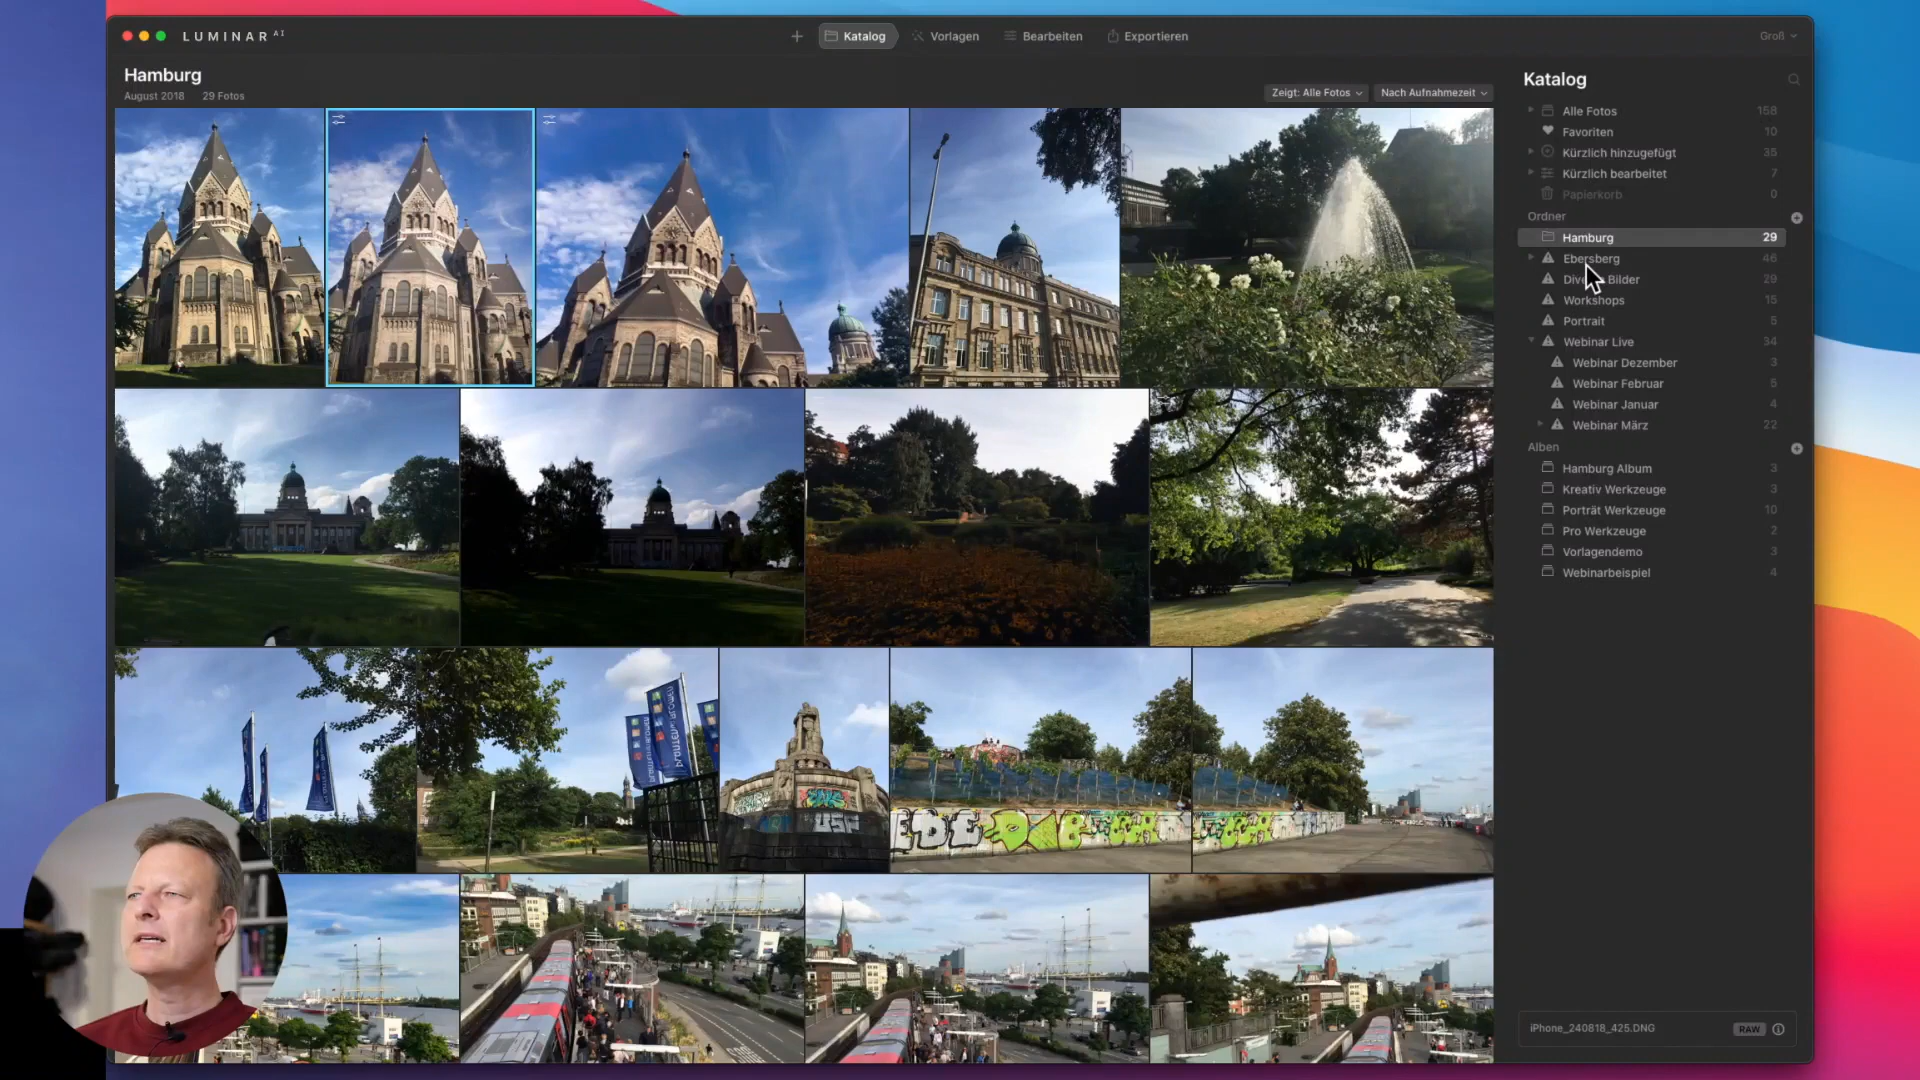 LUMINAR AI
Katalog
Vorlagen
Bearbeiten
Exportieren
Groß
Hamburg
August 2018 29 Fotos
Zeigt: Alle Fotos
Nach Aufnahmezeit
Katalog
Alle Fotos 158
Favoriten 10
Kürzlich hinzugefügt 35
Kürzlich bearbeitet 7
Papierkorb 0
Ordner
Hamburg 29
Ebersberg 46
Bilder 29
Workshops 15
Portrait 5
Webinar Live 34
Webinar Dezember 3
Webinar Februar 5
Webinar Januar 4
Webinar März 22
Alben
Hamburg Album 3
Kreativ Werkzeuge 3
Porträt Werkzeuge 10
Pro Werkzeuge 2
Vorlagendemo 3
Webinarbeispiel 4
iPhone_240818_425.DNG RAW